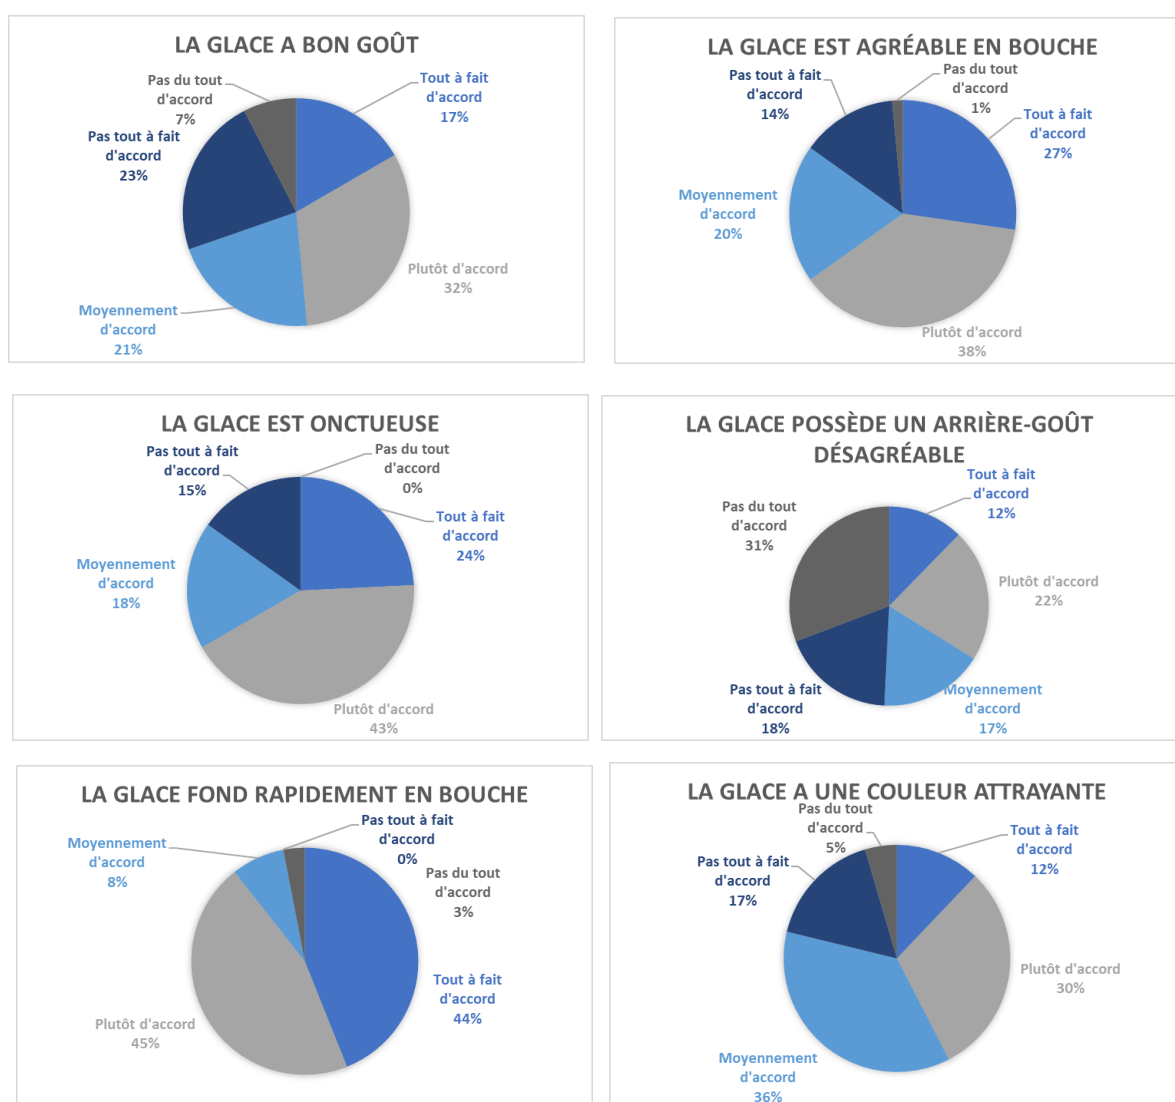 LA GLACE A BON GOÛT
Pas du tout
d'accord
7%
Tout à fait
d'accord
17%
Pas tout à fait
d'accord
23%
Plutôt d'accord
32%
Moyennement
d'accord
21%
LA GLACE EST AGRÉABLE EN BOUCHE
Pas tout à fait
d'accord
14%
Pas du tout
d'accord
1%
Tout à fait
d'accord
27%
Moyennement
d'accord
20%
Plutôt d'accord
38%
LA GLACE EST ONCTUEUSE
Pas tout à fait
d'accord
15%
Pas du tout
d'accord
0%
Tout à fait
d'accord
24%
Moyennement
d'accord
18%
Plutôt d'accord
43%
LA GLACE POSSÈDE UN ARRIÈRE-GOÛT
DÉSAGRÉABLE
Tout à fait
d'accord
12%
Pas du tout
d'accord
31%
Plutôt d'accord
22%
Pas tout à fait
d'accord
18%
Moyennement
d'accord
17%
LA GLACE FOND RAPIDEMENT EN BOUCHE
Pas tout à fait
d'accord
0%
Moyennement
d'accord
8%
Pas du tout
d'accord
3%
Tout à fait
d'accord
44%
Plutôt d'accord
45%
LA GLACE A UNE COULEUR ATTRAYANTE
Pas du tout
d'accord
5%
Tout à fait
d'accord
12%
Pas tout à fait
d'accord
17%
Plutôt d'accord
30%
Moyennement
d'accord
36%